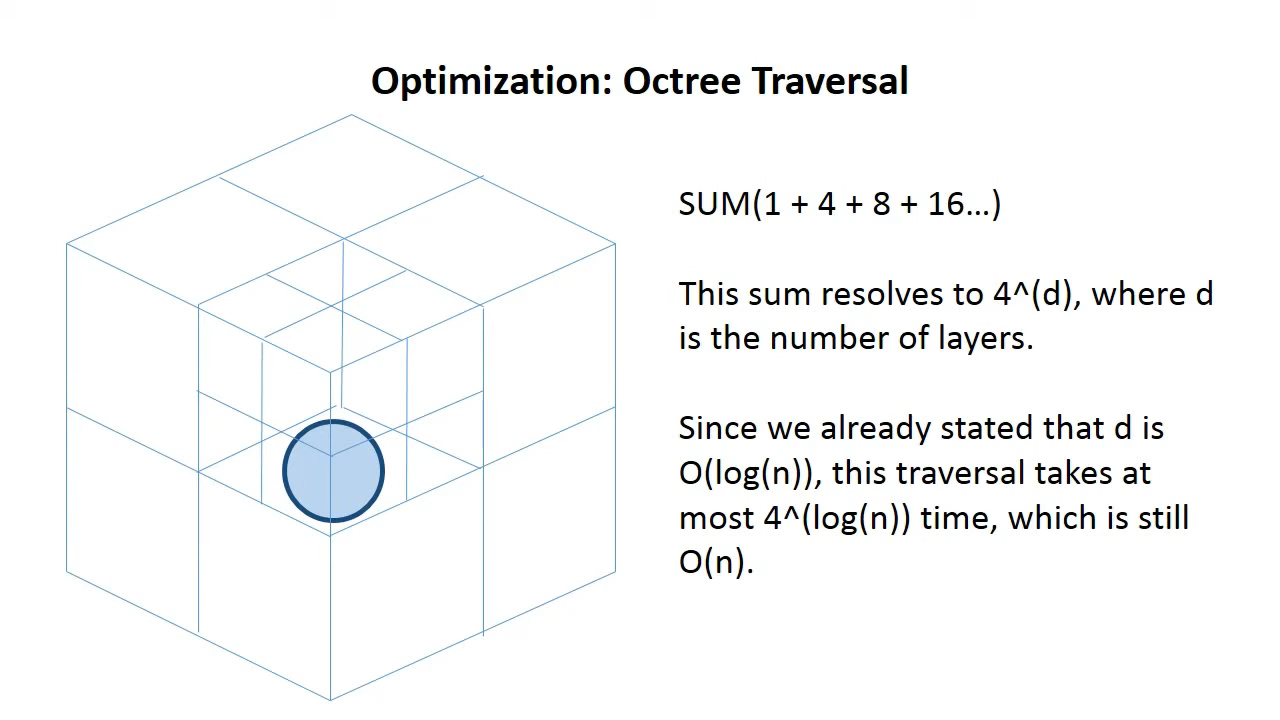 Optimization: Octree Traversal
SUM(1 + 4 + 8 + 16...)
This sum resolves to 4^(d), where d
is the number of layers.
Since we already stated that d is
O(log(n)), this traversal takes at
most 4^(log(n)) time, which is still
O(n).